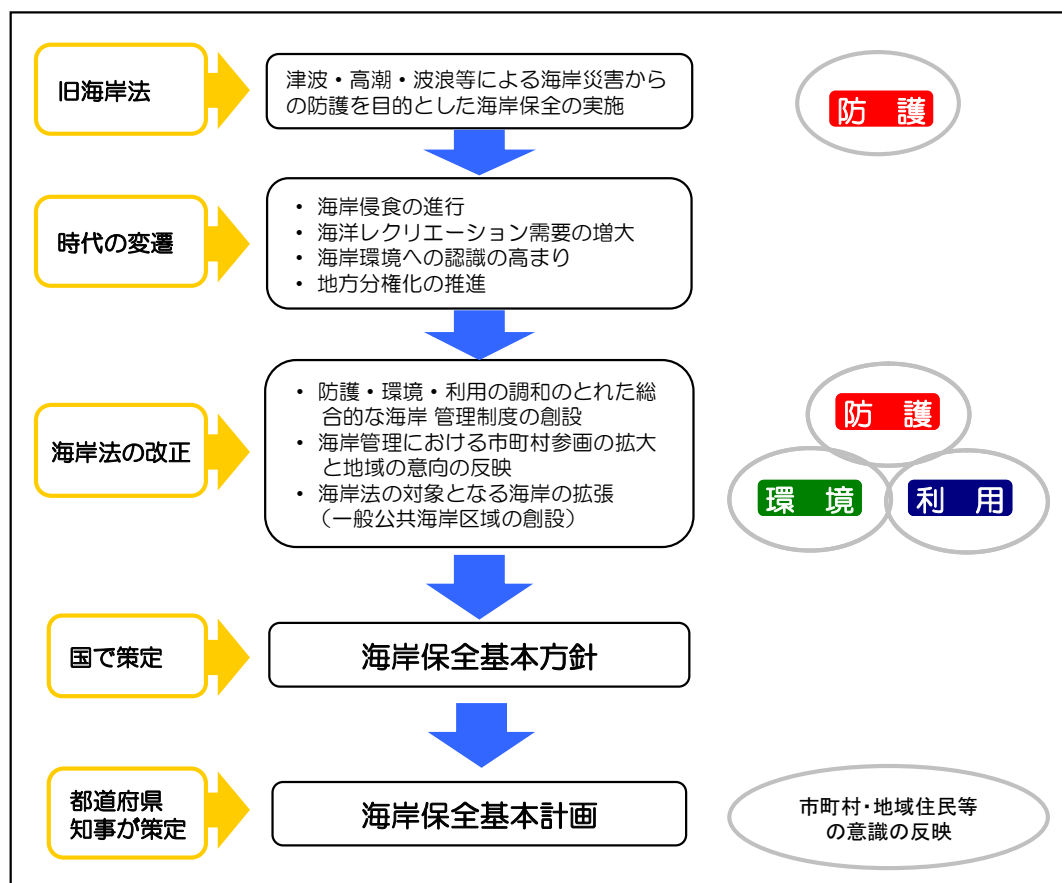 旧海岸法
津波・高潮・波浪等による海岸災害から
の防護を目的とした海岸保全の実施
防 護
時代の変遷
・ 海岸侵食の進行
・ 海洋レクリエーション需要の増大
・ 海岸環境への認識の高まり
・ 地方分権化の推進
海岸法の改正
・ 防護・環境・利用の調和のとれた総
合的な海岸 管理制度の創設
・ 海岸管理における市町村参画の拡大
と地域の意向の反映
・ 海岸法の対象となる海岸の拡張
（一般公共海岸区域の創設）
防 護
環 境
利 用
国で策定
海岸保全基本方針
都道府県
知事が策定
海岸保全基本計画
市町村・地域住民等
の意識の反映